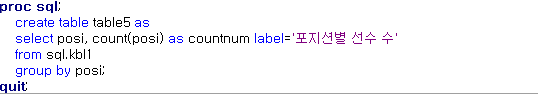 proc sql;
create table table5 as
select posi, count(posi) as countnum label='포지션별 선수 수'
from sql.kbl1
group by posi;
quit;